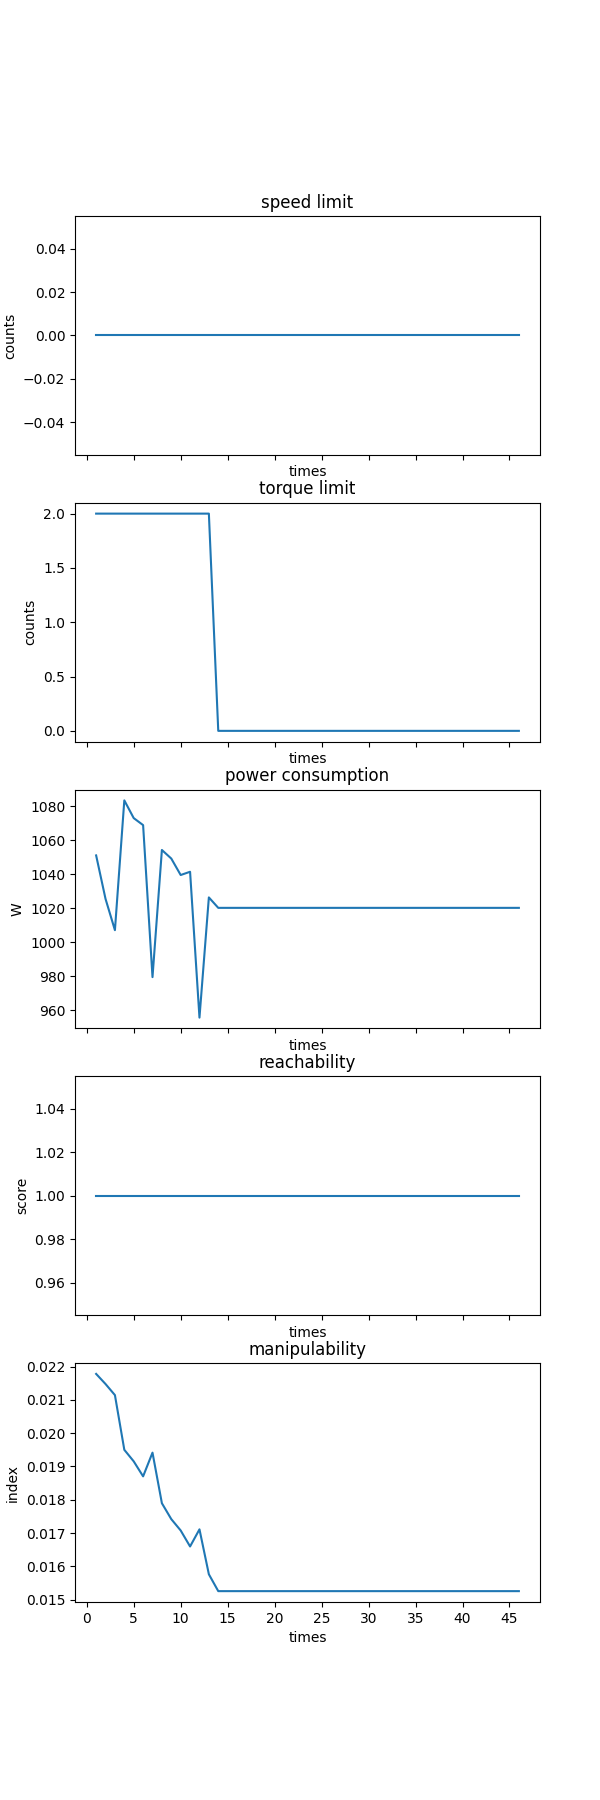 speed limit
0.04
0.02
0.00
−0.02
−0.04
counts
times
torque limit
2.0
1.5
1.0
0.5
0.0
counts
times
power consumption
1080
1060
1040
1020
1000
980
960
W
times
reachability
1.04
1.02
1.00
0.98
0.96
score
times
manipulability
0.022
0.021
0.020
0.019
0.018
0.017
0.016
0.015
index
0 5 10 15 20 25 30 35 40 45
times